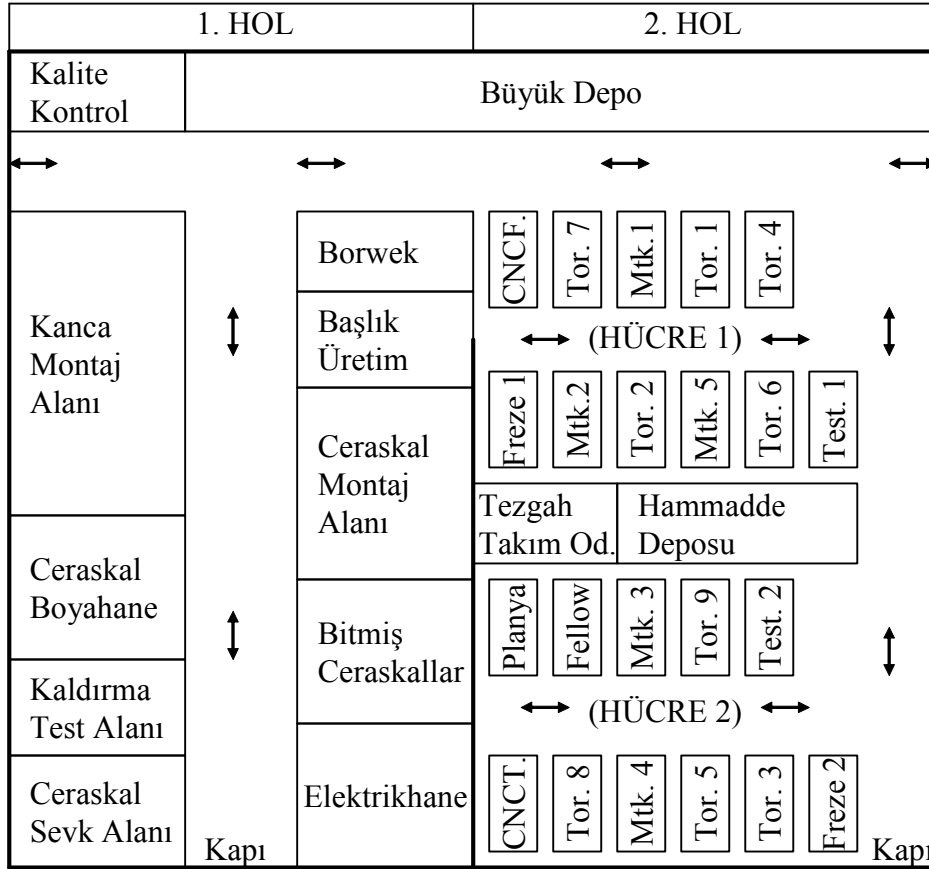 1. HOL
2. HOL
Kalite
Kontrol
Büyük Depo
Kanca
Montaj
Alanı
Ceraskal
Boyahane
Kaldırma
Test Alanı
Ceraskal
Sevk Alanı
Kapı
Borwek
Başlık
Üretim
Ceraskal
Montaj
Alanı
Bitmiş
Ceraskallar
Elektrikhane
CNCF.
Tor. 7
Mtk.1
Tor. 1
Tor. 4
(HÜCRE 1)
Freze 1
Mtk.2
Tor. 2
Mtk. 5
Tor. 6
Test. 1
Tezgah
Takım Od.
Hammadde
Deposu
Planya
Fellow
Mtk. 3
Tor. 9
Test. 2
(HÜCRE 2)
CNCT.
Tor. 8
Mtk. 4
Tor. 5
Tor. 3
Freze 2
Kapı